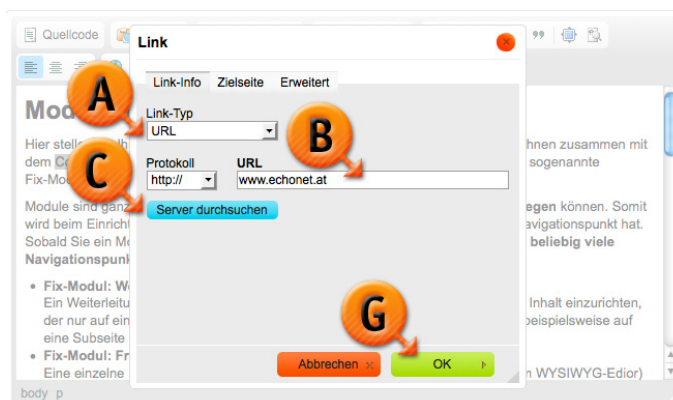 Quellcode
Link
Link-Info Zielseite Erweitert
A
Link-Typ
URL
B
C
Protokoll URL
http:// www.echonet.at
Server durchsuchen
G
Abbrechen OK
Mod
Hier stelle
hnen zusammen mit
dem
sogenannte
Fix-Mo
Module sind ganz
egen können. Somit
wird beim Einricht
avigationspunkt hat.
Sobald Sie ein Mo
beliebig viele
Navigationspunk
Fix-Modul: We
Ein Weiterleitu
Inhalt einzurichten,
der nur auf ein
beispielsweise auf
eine Subseite
Fix-Modul: Fr
Eine einzelne
m WYSIWYG-Edior)
body p